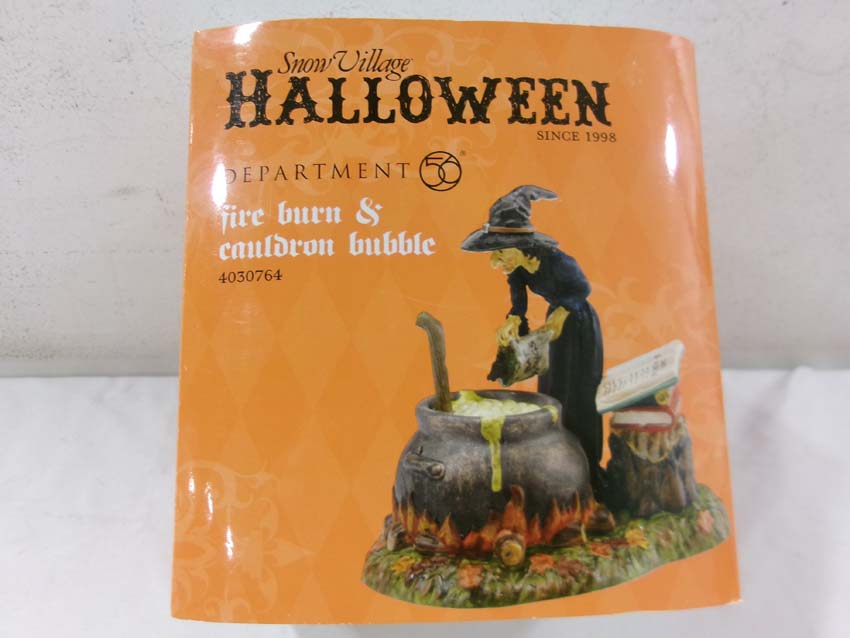 Snow Village
HALLOWEEN
SINCE 1998
DEPARTMENT 56®
fire burn &
cauldron bubble
4030764